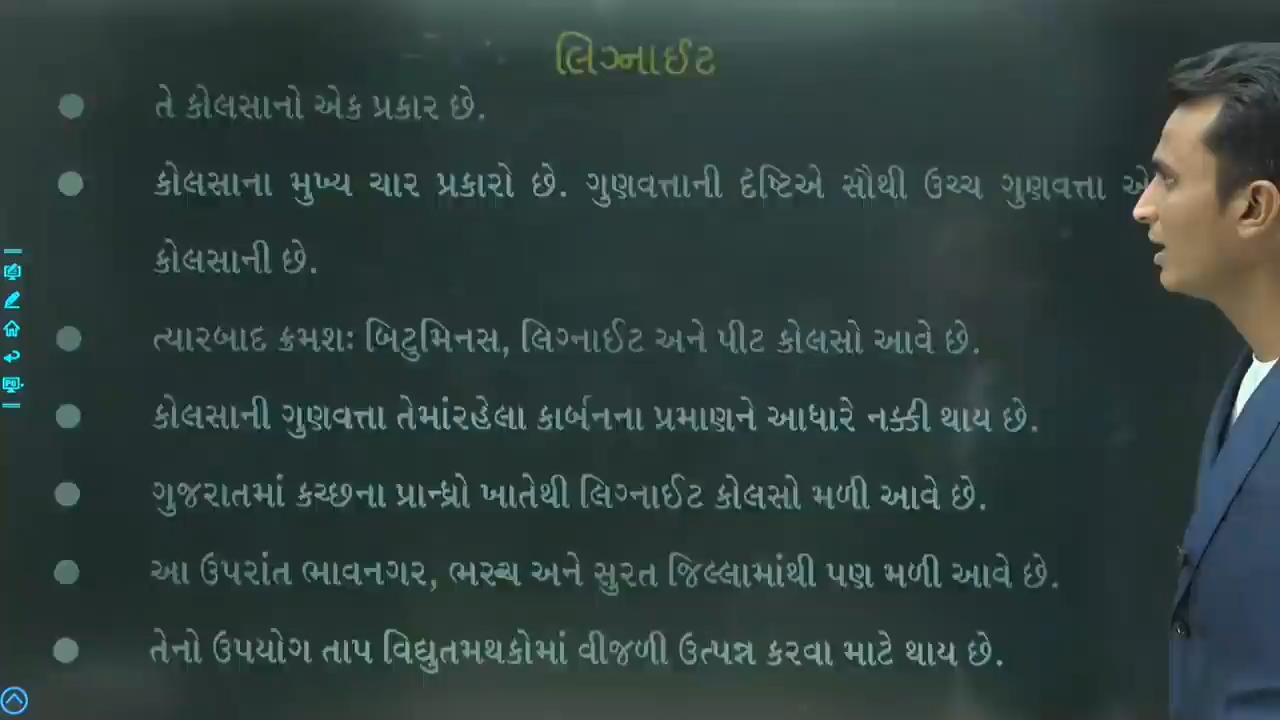 લિગ્નાઈટ
તે કોલસાનો એક પ્રકાર છે.
કોલસાના મુખ્ય ચાર પ્રકારો છે. ગુણવત્તાની દૃષ્ટિએ સૌથી ઉચ્ચ ગુણવત્તા
કોલસાની છે.
ત્યારબાદ ક્રમશઃ બિટુમિનસ, લિગ્નાઈટ અને પીટ કોલસો આવે છે.
કોલસાની ગુણવત્તા તેમાંરહેલા કાર્બનના પ્રમાણને આધારે નક્કી થાય છે.
ગુજરાતમાં કચ્છના પ્રાન્ધ્રો ખાતેથી લિગ્નાઈટ કોલસો મળી આવે છે.
આ ઉપરાંત ભાવનગર, ભરૂચ અને સુરત જિલ્લામાંથી પણ મળી આવે છે.
તેનો ઉપયોગ તાપ વિદ્યુતમથકોમાં વીજળી ઉત્પન્ન કરવા માટે થાય છે.